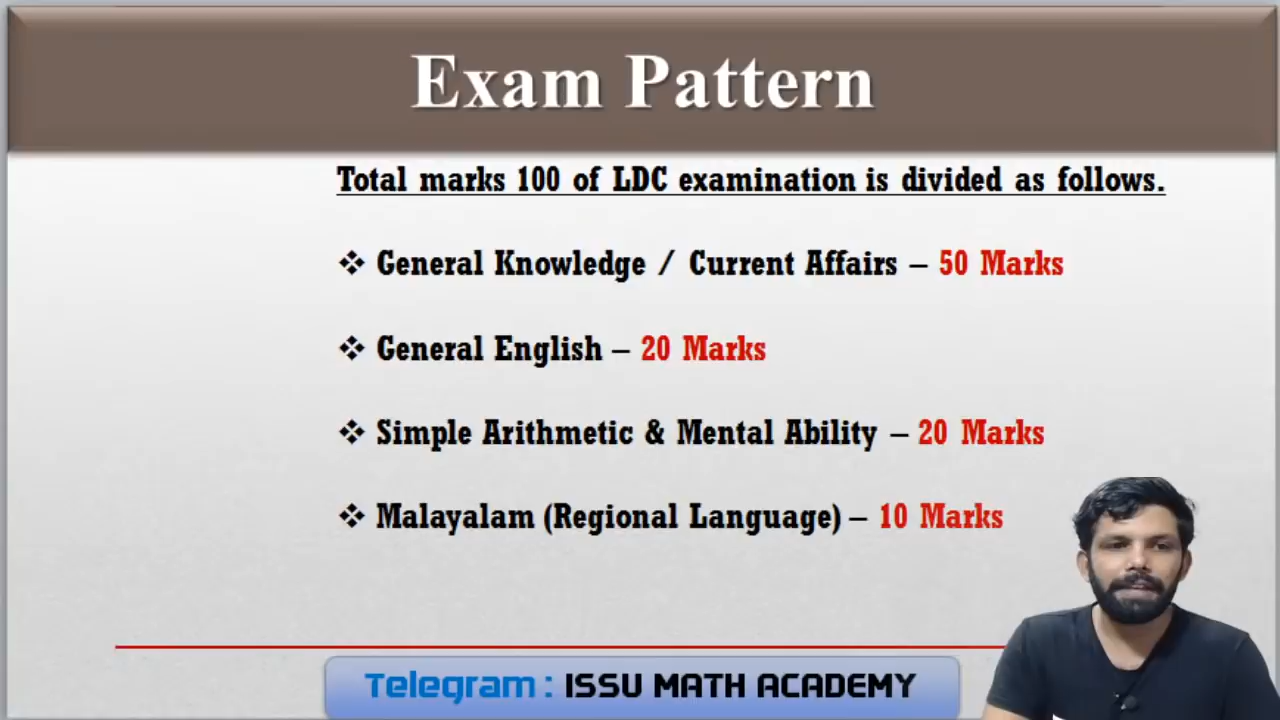 Exam Pattern
Total marks 100 of LDC examination is divided as follows.
❖ General Knowledge / Current Affairs – 50 Marks
❖ General English – 20 Marks
❖ Simple Arithmetic & Mental Ability – 20 Marks
❖ Malayalam (Regional Language) – 10 Marks
Telegram : ISSU MATH ACADEMY